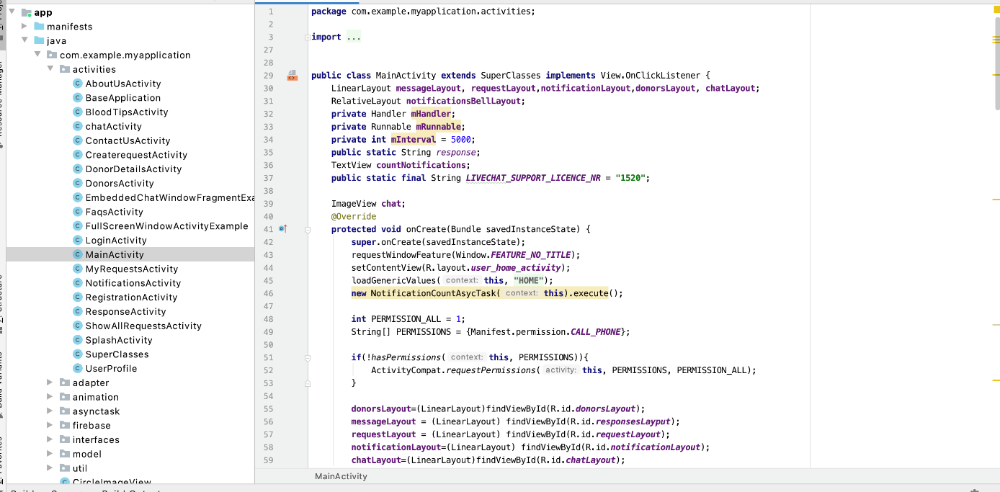 app
manifests
java
com.example.myapplication
activities
AboutUsActivity
BaseApplication
BloodTipsActivity
chatActivity
ContactUsActivity
CreaterequestActivity
DonorDetailsActivity
DonorsActivity
EmbeddedChatWindowFragmentExa
FaqsActivity
FullScreenWindowActivityExample
LoginActivity
MainActivity
MyRequestsActivity
NotificationsActivity
RegistrationActivity
ResponseActivity
ShowAllRequestsActivity
SplashActivity
SuperClasses
UserProfile
adapter
animation
asynctask
firebase
interfaces
model
util
CircleImageView
1 package com.example.myapplication.activities;
2
3 import ...
27
28
29 public class MainActivity extends SuperClasses implements View.OnClickListener {
30 LinearLayout messageLayout, requestLayout,notificationLayout,donorsLayout, chatLayout;
31 RelativeLayout notificationsBellLayout;
32 private Handler mHandler;
33 private Runnable mRunnable;
34 private int mInterval = 5000;
35 public static String response;
36 TextView countNotifications;
37 public static final String LIVECHAT_SUPPORT_LICENCE_NR = "1520";
38
39 ImageView chat;
40 @Override
41 protected void onCreate(Bundle savedInstanceState) {
42 super.onCreate(savedInstanceState);
43 requestWindowFeature(Window.FEATURE_NO_TITLE);
44 setContentView(R.layout.user_home_activity);
45 loadGenericValues( context: this, "HOME");
46 new NotificationCountAsycTask( context: this).execute();
47
48 int PERMISSION_ALL = 1;
49 String[] PERMISSIONS = {Manifest.permission.CALL_PHONE};
50
51 if(!hasPermissions( context: this, PERMISSIONS)){
52 ActivityCompat.requestPermissions( activity: this, PERMISSIONS, PERMISSION_ALL);
53 }
54
55 donorsLayout=(LinearLayout)findViewById(R.id.donorsLayout);
56 messageLayout = (LinearLayout) findViewById(R.id.responsesLayput);
57 requestLayout = (LinearLayout) findViewById(R.id.requestLayout);
58 notificationLayout=(LinearLayout) findViewById(R.id.notificationLayout);
59 chatLayout=(LinearLayout)findViewById(R.id.chatLayout);
MainActivity